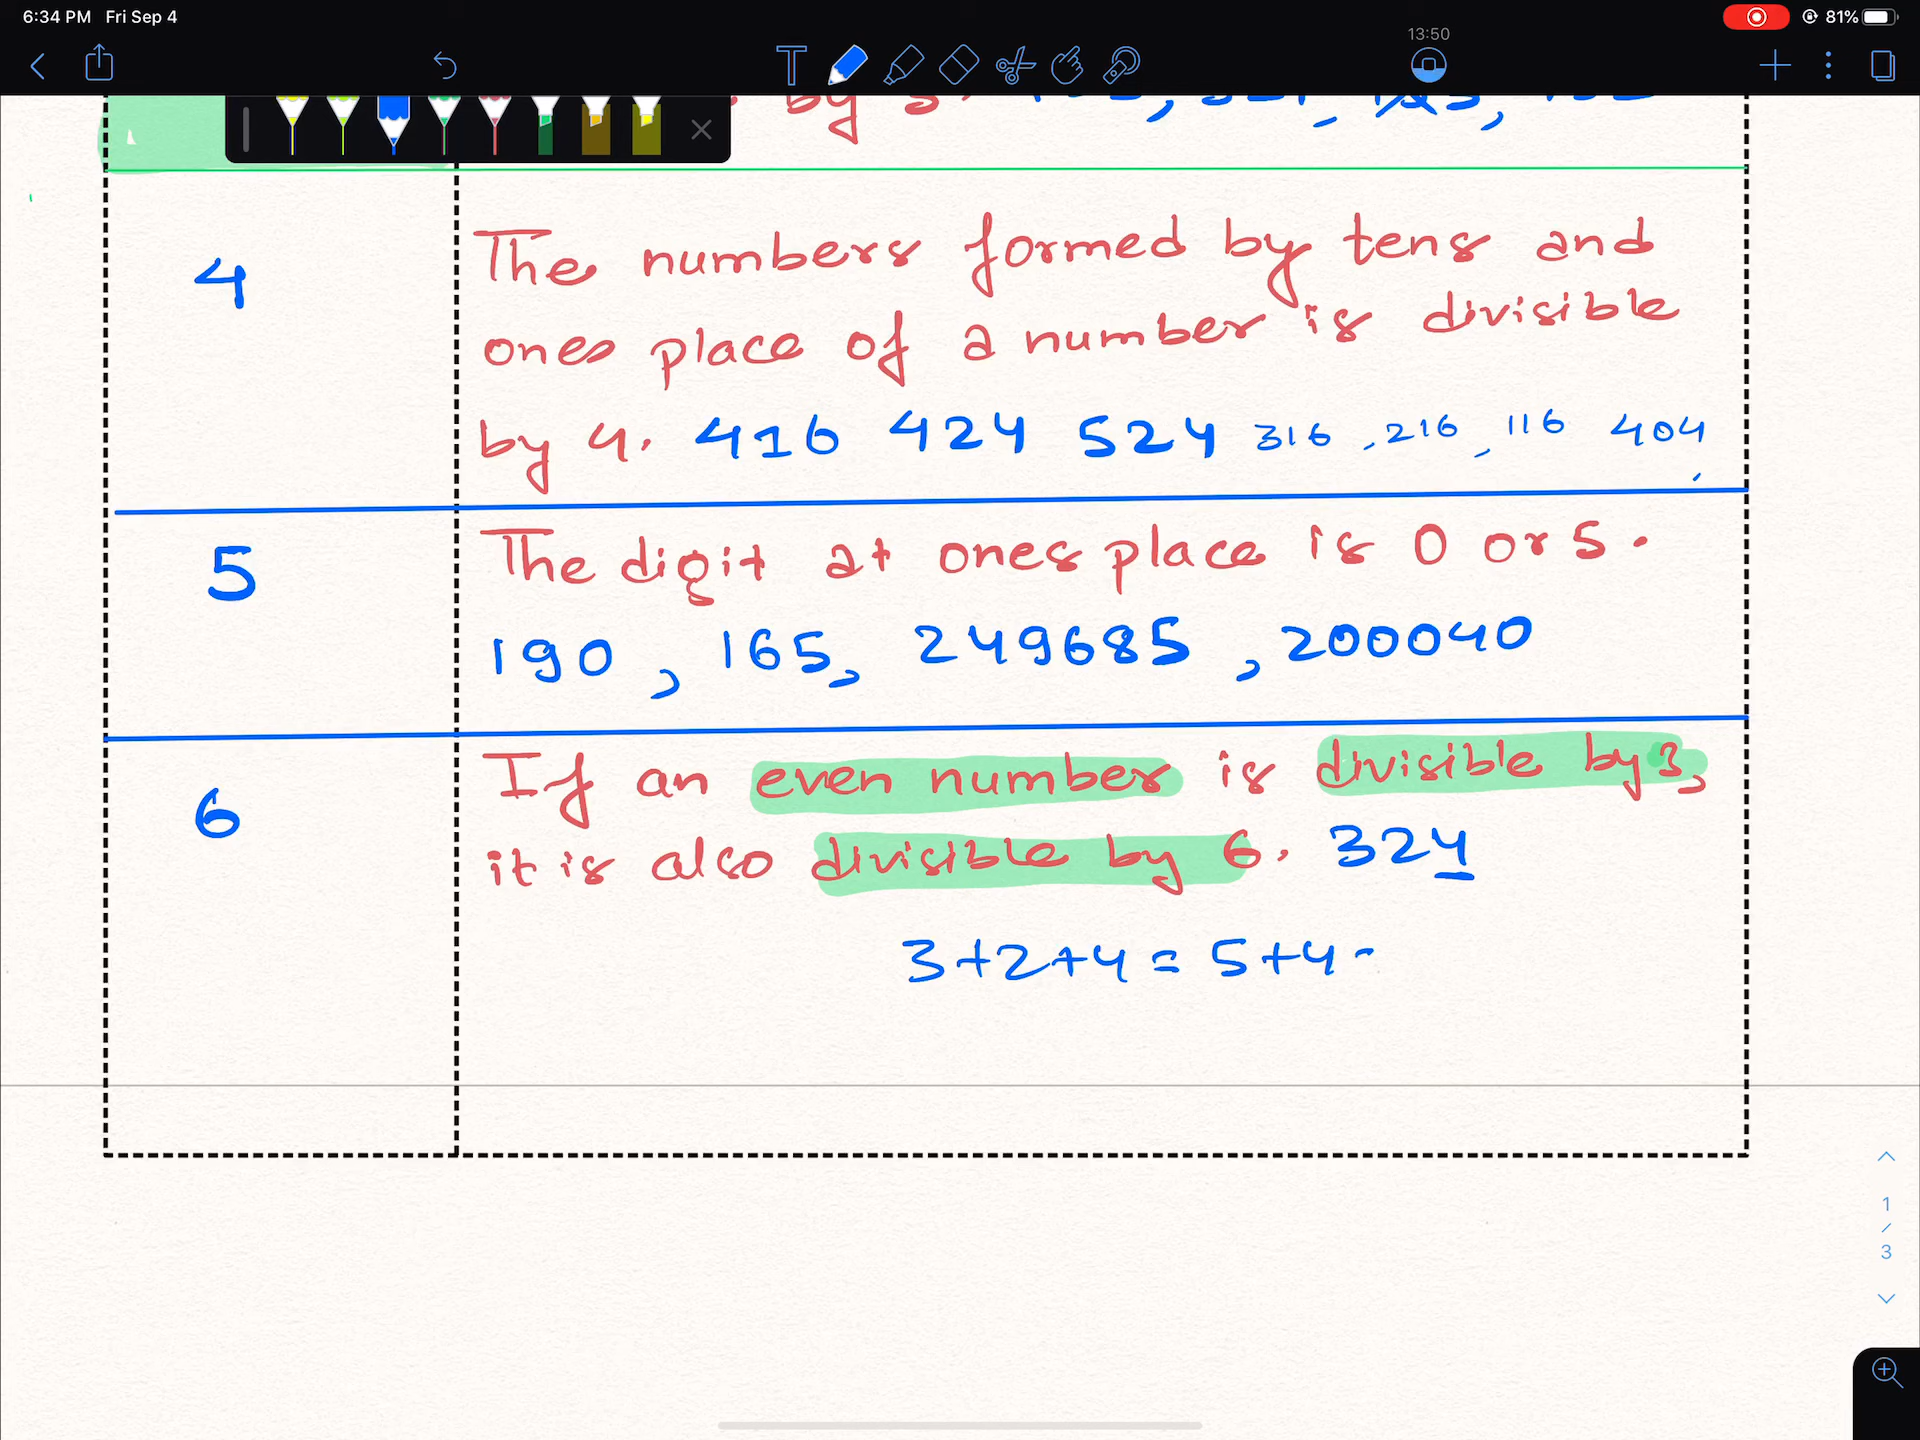 6:34 PM Fri Sep 4
81%
13:50
T
by 3.
4
The numbers formed by tens and
ones place of a number is divisible
by 4. 416 424 524 316, 216, 116 404,
5
The digit at ones place is 0 or 5.
190, 165, 249685, 200040
6
If an even number is divisible by 3,
it is also divisible by 6. 324
3+2+4 = 5+4 -
1
/
3